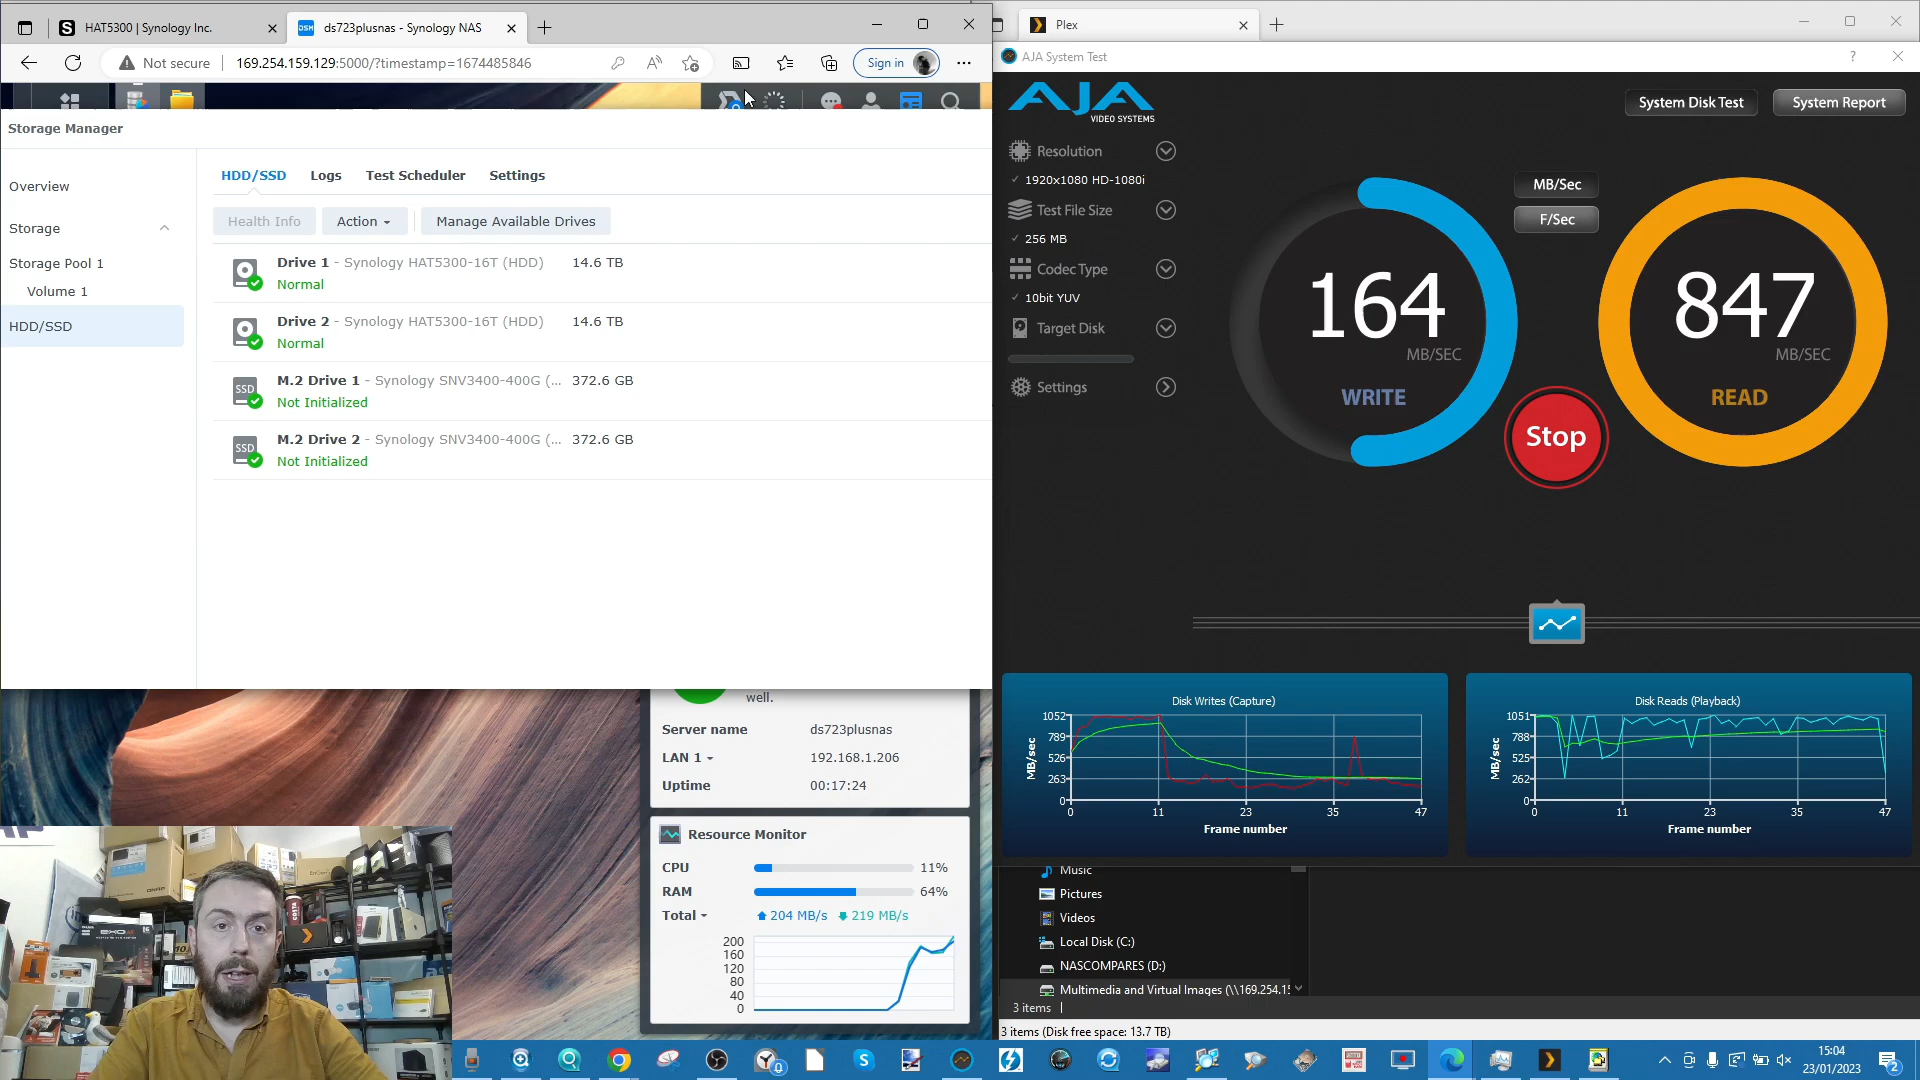 HAT5300 | Synology Inc.
ds723plusnas - Synology NAS
Not secure
169.254.159.129:5000/?timestamp=1674485846
Sign in
Storage Manager
Overview
Storage
Storage Pool 1
Volume 1
HDD/SSD
HDD/SSD Logs Test Scheduler Settings
Health Info Action Manage Available Drives
Drive 1 - Synology HAT5300-16T (HDD) 14.6 TB
Normal
Drive 2 - Synology HAT5300-16T (HDD) 14.6 TB
Normal
SSD M.2 Drive 1 - Synology SNV3400-400G (... 372.6 GB
Not Initialized
SSD M.2 Drive 2 - Synology SNV3400-400G (... 372.6 GB
Not Initialized
well.
Server name ds723plusnas
LAN 1 192.168.1.206
Uptime 00:17:24
Resource Monitor
CPU 11%
RAM 64%
Total 204 MB/s 219 MB/s
200
160
120
80
40
0
Plex
AJA System Test
AJA
VIDEO SYSTEMS
System Disk Test System Report
Resolution
1920x1080 HD-1080i
Test File Size
256 MB
Codec Type
10bit YUV
Target Disk
Settings
MB/Sec
F/Sec
164
MB/SEC
WRITE
847
MB/SEC
READ
Stop
Disk Writes (Capture)
MB/sec
1052
789
526
263
0
0 11 23 35 47
Frame number
Disk Reads (Playback)
MB/sec
1051
788
525
262
0
0 11 23 35 47
Frame number
Music
Pictures
Videos
Local Disk (C:)
NASCOMPARES (D:)
Multimedia and Virtual Images (\\169.254.15
3 items
3 items (Disk free space: 13.7 TB)
15:04
23/01/2023
2